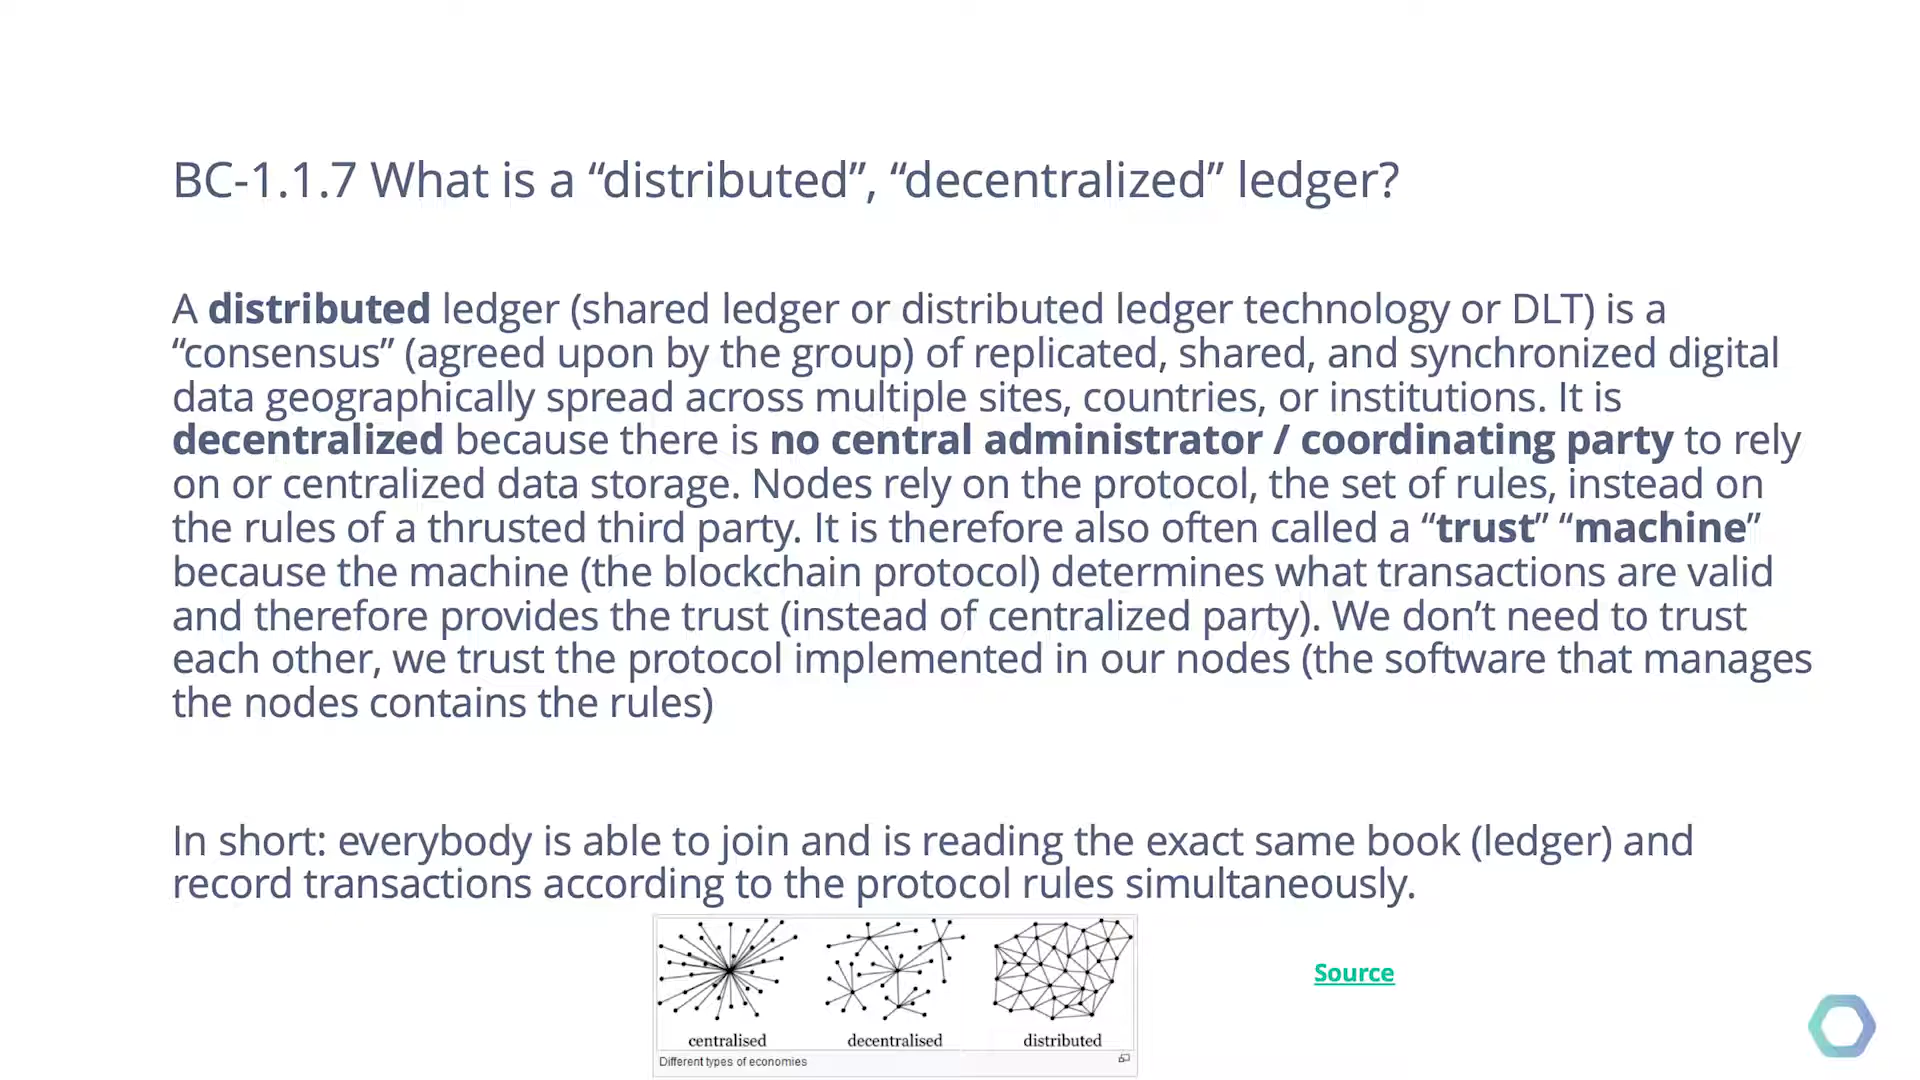 BC-1.1.7 What is a “distributed”, “decentralized” ledger?
A distributed ledger (shared ledger or distributed ledger technology or DLT) is a
“consensus” (agreed upon by the group) of replicated, shared, and synchronized digital
data geographically spread across multiple sites, countries, or institutions. It is
decentralized because there is no central administrator / coordinating party to rely
on or centralized data storage. Nodes rely on the protocol, the set of rules, instead on
the rules of a thrusted third party. It is therefore also often called a “trust” “machine”
because the machine (the blockchain protocol) determines what transactions are valid
and therefore provides the trust (instead of centralized party). We don’t need to trust
each other, we trust the protocol implemented in our nodes (the software that manages
the nodes contains the rules)
In short: everybody is able to join and is reading the exact same book (ledger) and
record transactions according to the protocol rules simultaneously.
centralised decentralised distributed
Different types of economies
Source